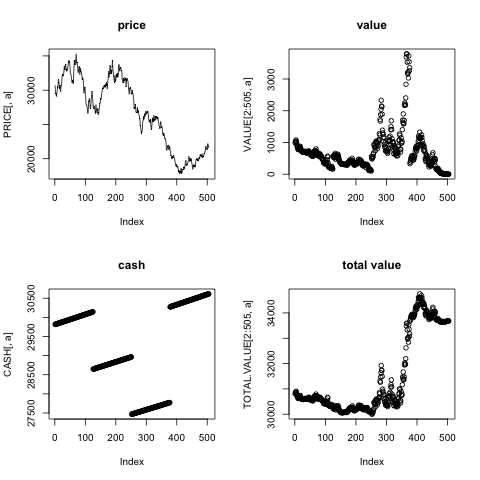 price
PRICE[, a]
20000 30000
0 100 200 300 400 500
Index
value
VALUE[2:505, a]
0 1000 2000 3000
0 100 200 300 400 500
Index
cash
CASH[, a]
27500 28500 29500 30500
0 100 200 300 400 500
Index
total value
TOTAL.VALUE[2:505, a]
30000 32000 34000
0 100 200 300 400 500
Index